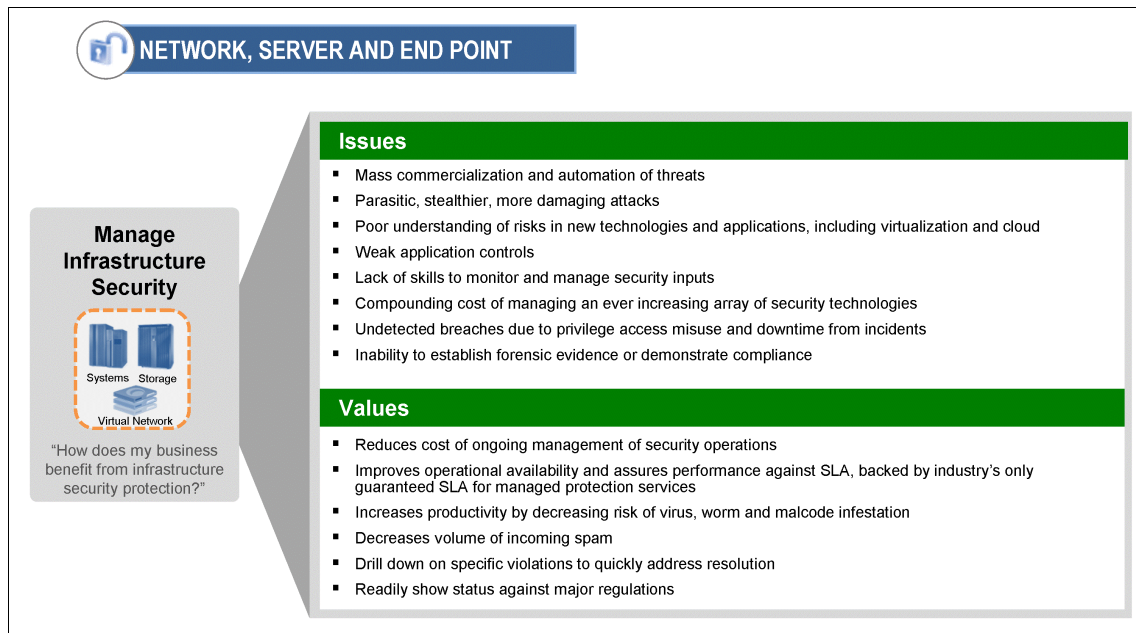 NETWORK, SERVER AND END POINT
Manage
Infrastructure
Security
Systems Storage
Virtual Network
“How does my business
benefit from infrastructure
security protection?”
Issues
▪ Mass commercialization and automation of threats
▪ Parasitic, stealthier, more damaging attacks
▪ Poor understanding of risks in new technologies and applications, including virtualization and cloud
▪ Weak application controls
▪ Lack of skills to monitor and manage security inputs
▪ Compounding cost of managing an ever increasing array of security technologies
▪ Undetected breaches due to privilege access misuse and downtime from incidents
▪ Inability to establish forensic evidence or demonstrate compliance
Values
▪ Reduces cost of ongoing management of security operations
▪ Improves operational availability and assures performance against SLA, backed by industry’s only
guaranteed SLA for managed protection services
▪ Increases productivity by decreasing risk of virus, worm and malcode infestation
▪ Decreases volume of incoming spam
▪ Drill down on specific violations to quickly address resolution
▪ Readily show status against major regulations